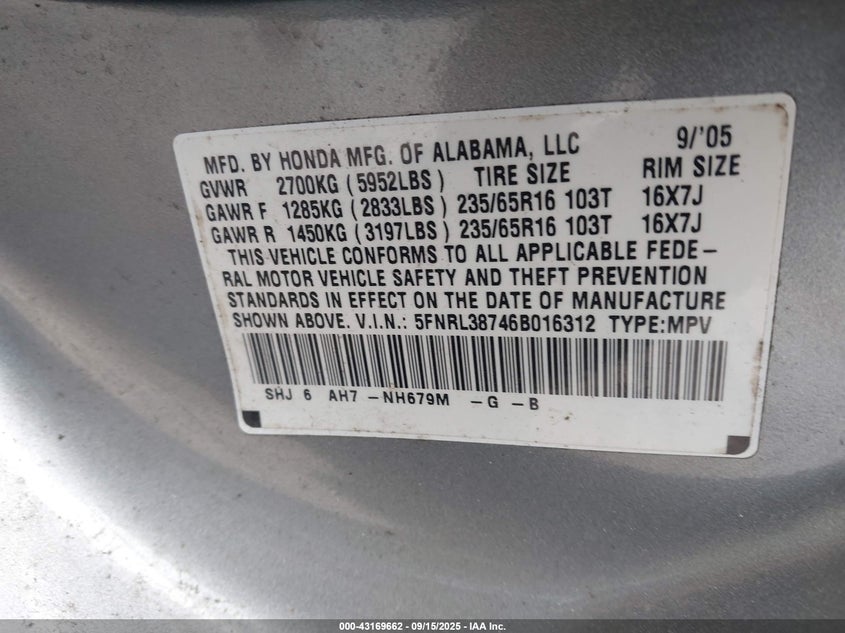 MFD. BY HONDA MFG. OF ALABAMA, LLC 9/'05
GVWR 2700KG (5952LBS) TIRE SIZE RIM SIZE
GAWR F 1285KG (2833LBS) 235/65R16 103T 16X7J
GAWR R 1450KG (3197LBS) 235/65R16 103T 16X7J
THIS VEHICLE CONFORMS TO ALL APPLICABLE FEDE-
RAL MOTOR VEHICLE SAFETY AND THEFT PREVENTION
STANDARDS IN EFFECT ON THE DATE OF MANUFACTURE
SHOWN ABOVE. V.I.N.: 5FNRL38746B016312 TYPE:MPV
SHJ 6 AH7 -NH679M -G -B
000-43169662 - 09/15/2025 - IAA Inc.